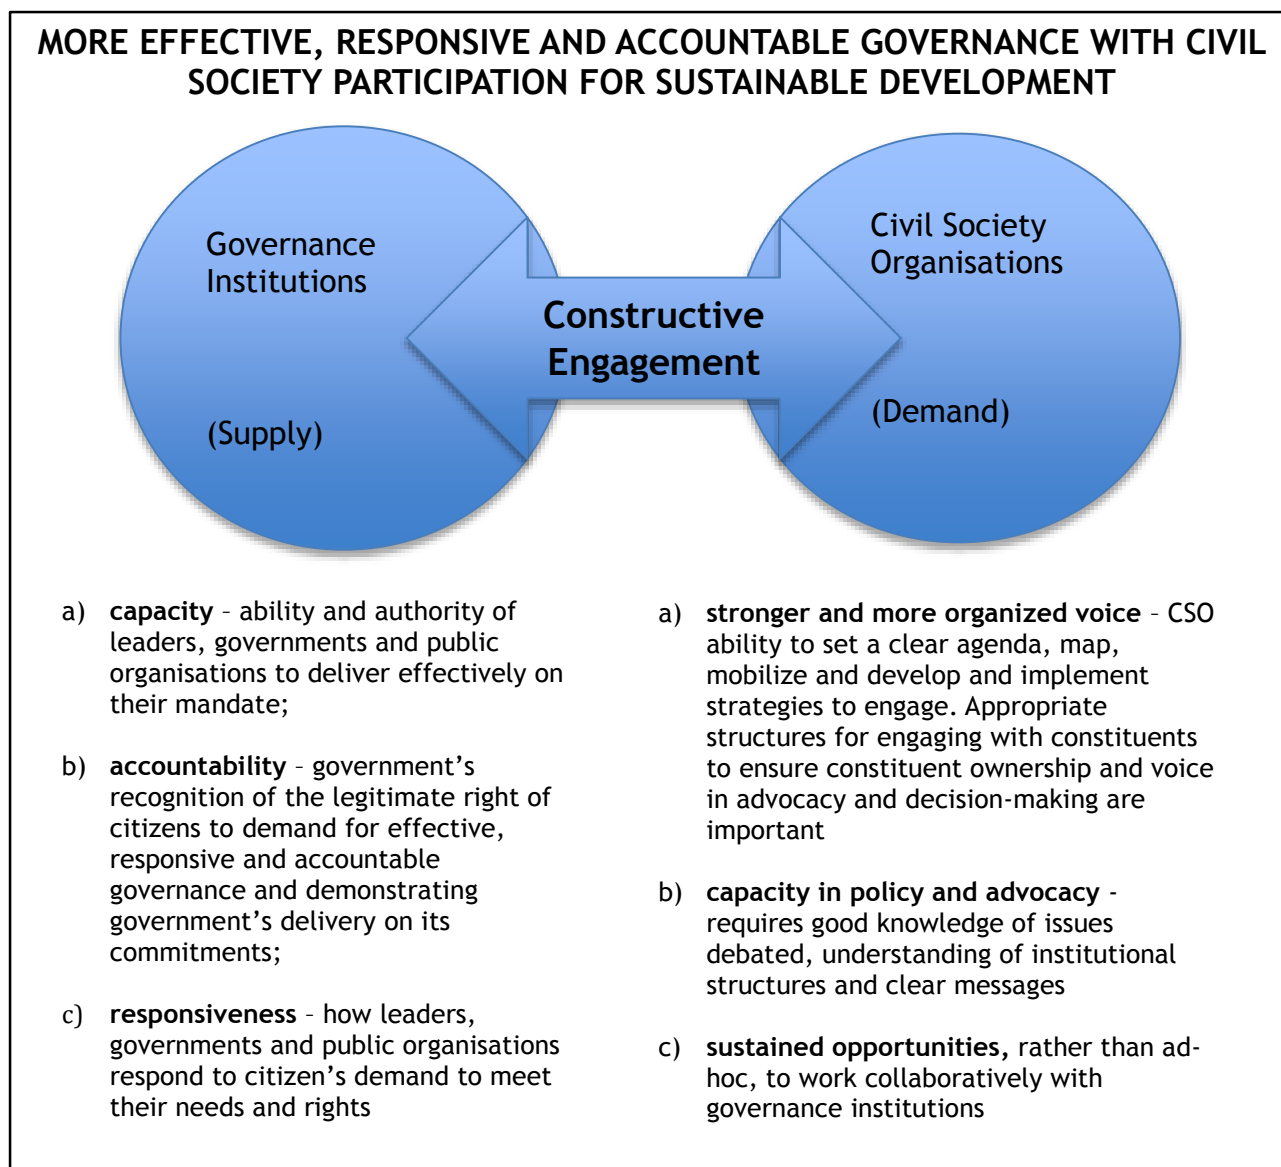 MORE EFFECTIVE, RESPONSIVE AND ACCOUNTABLE GOVERNANCE WITH CIVIL
SOCIETY PARTICIPATION FOR SUSTAINABLE DEVELOPMENT
Governance
Institutions
(Supply)
Constructive
Engagement
Civil Society
Organisations
(Demand)
a) capacity – ability and authority of
leaders, governments and public
organisations to deliver effectively on
their mandate;
b) accountability – government’s
recognition of the legitimate right of
citizens to demand for effective,
responsive and accountable
governance and demonstrating
government’s delivery on its
commitments;
c) responsiveness – how leaders,
governments and public organisations
respond to citizen’s demand to meet
their needs and rights
a) stronger and more organized voice – CSO
ability to set a clear agenda, map,
mobilize and develop and implement
strategies to engage. Appropriate
structures for engaging with constituents
to ensure constituent ownership and voice
in advocacy and decision-making are
important
b) capacity in policy and advocacy -
requires good knowledge of issues
debated, understanding of institutional
structures and clear messages
c) sustained opportunities, rather than ad-
hoc, to work collaboratively with
governance institutions